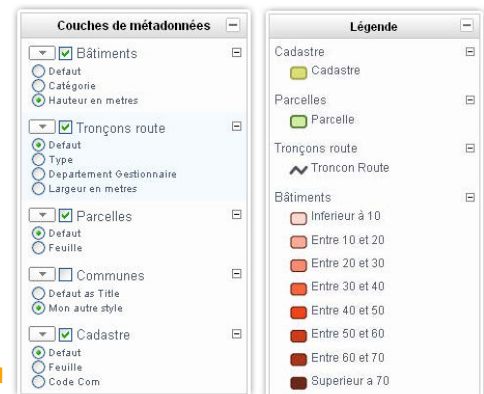 Couches de métadonnées
Bâtiments
Defaut
Catégorie
Hauteur en metres
Tronçons route
Defaut
Type
Departement Gestionnaire
Largeur en metres
Parcelles
Defaut
Feuille
Communes
Defaut as Title
Mon autre style
Cadastre
Defaut
Feuille
Code Com
Légende
Cadastre
Cadastre
Parcelles
Parcelle
Tronçons route
Troncon Route
Bâtiments
Inferieur à 10
Entre 10 et 20
Entre 20 et 30
Entre 30 et 40
Entre 40 et 50
Entre 50 et 60
Entre 60 et 70
Superieur a 70